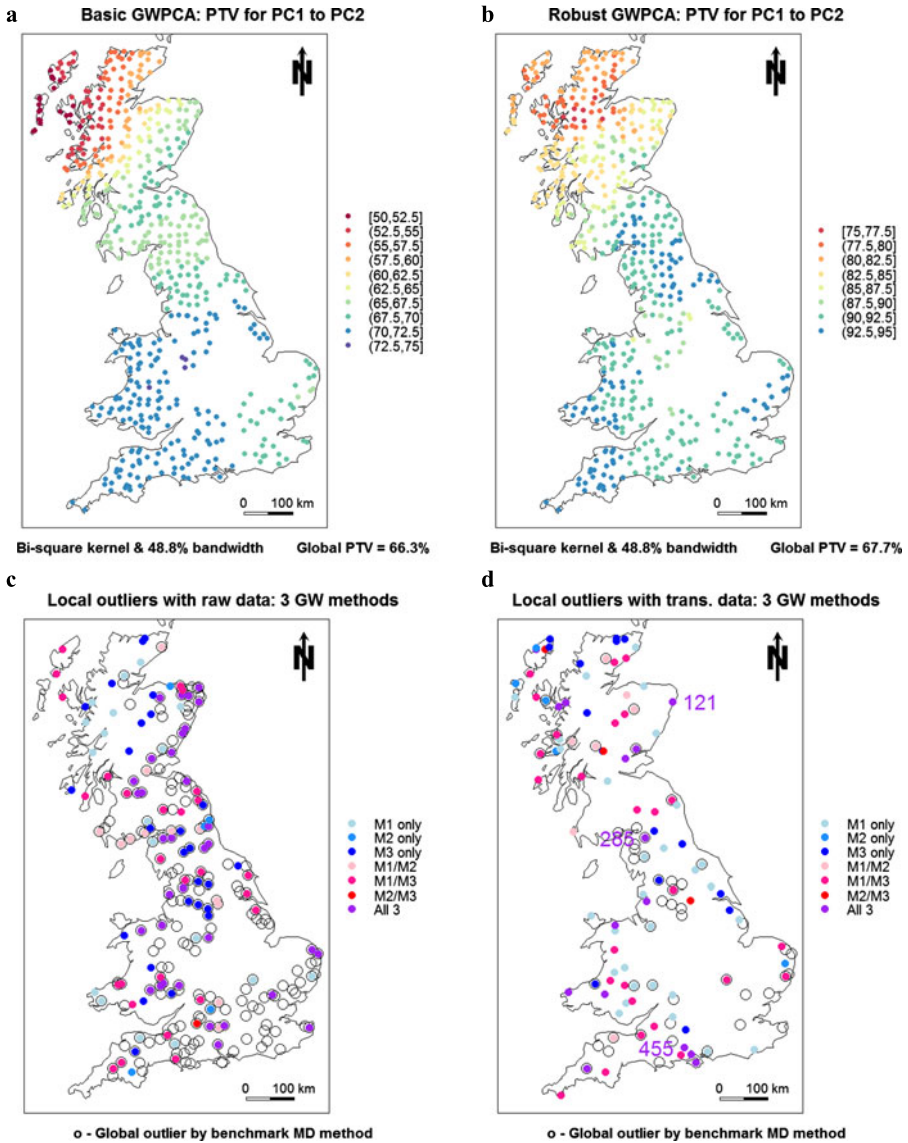 a
Basic GWPCA: PTV for PC1 to PC2
N
[50,52.5]
(52.5,55]
(55,57.5]
(57.5,60]
(60,62.5]
(62.5,65]
(65,67.5]
(67.5,70]
(70,72.5]
(72.5,75]
0 100 km
Bi-square kernel & 48.8% bandwidth Global PTV = 66.3%
b
Robust GWPCA: PTV for PC1 to PC2
N
[75,77.5]
(77.5,80]
(80,82.5]
(82.5,85]
(85,87.5]
(87.5,90]
(90,92.5]
(92.5,95]
0 100 km
Bi-square kernel & 48.8% bandwidth Global PTV = 67.7%
c
Local outliers with raw data: 3 GW methods
N
M1 only
M2 only
M3 only
M1/M2
M1/M3
M2/M3
All 3
0 100 km
o - Global outlier by benchmark MD method
d
Local outliers with trans. data: 3 GW methods
N
121
285
M1 only
M2 only
M3 only
M1/M2
M1/M3
M2/M3
All 3
455
0 100 km
o - Global outlier by benchmark MD method